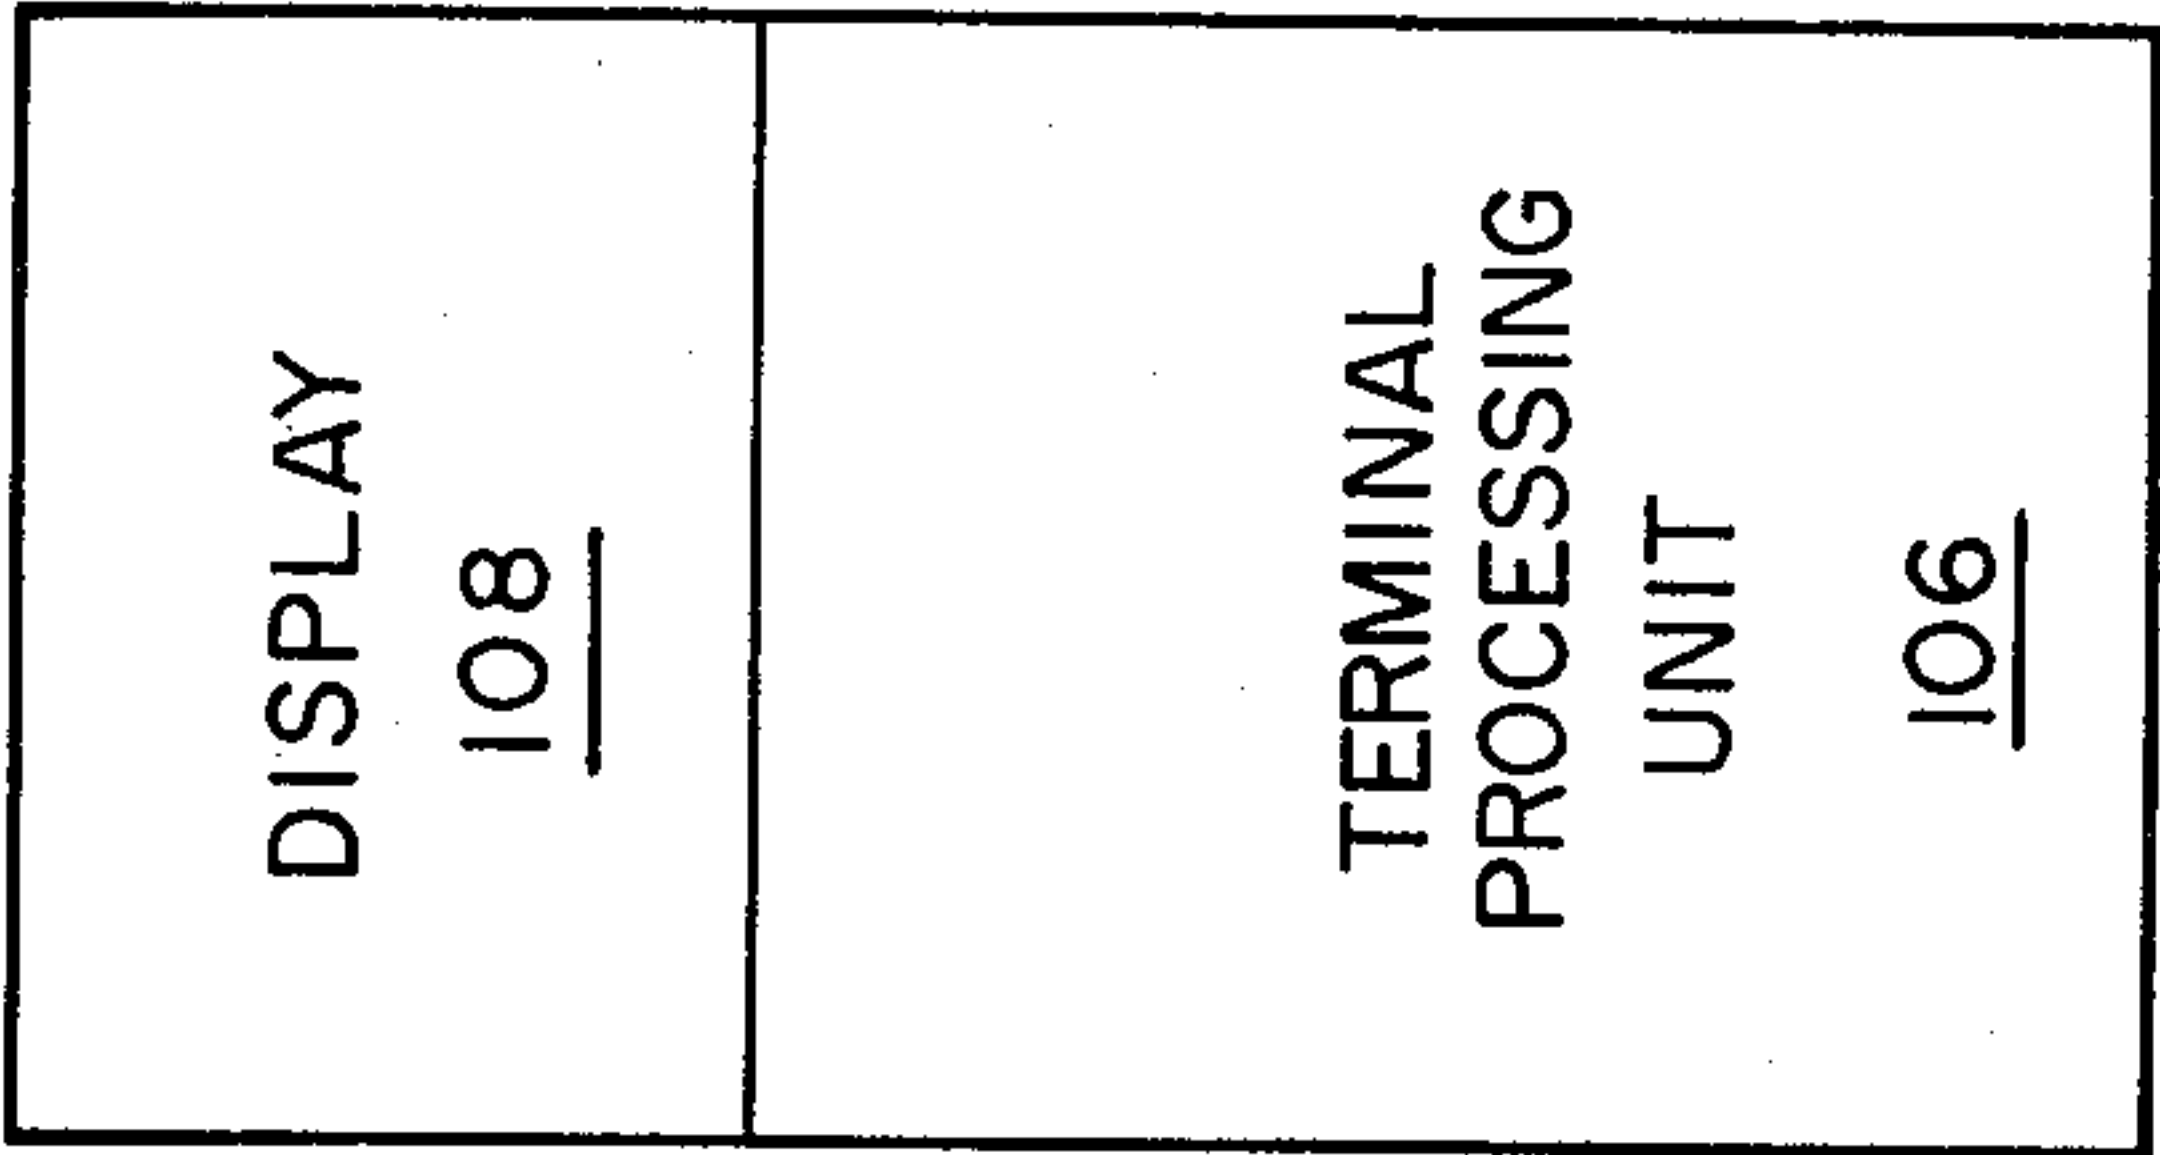 DISPLAY
108
TERMINAL
PROCESSING
UNIT
106